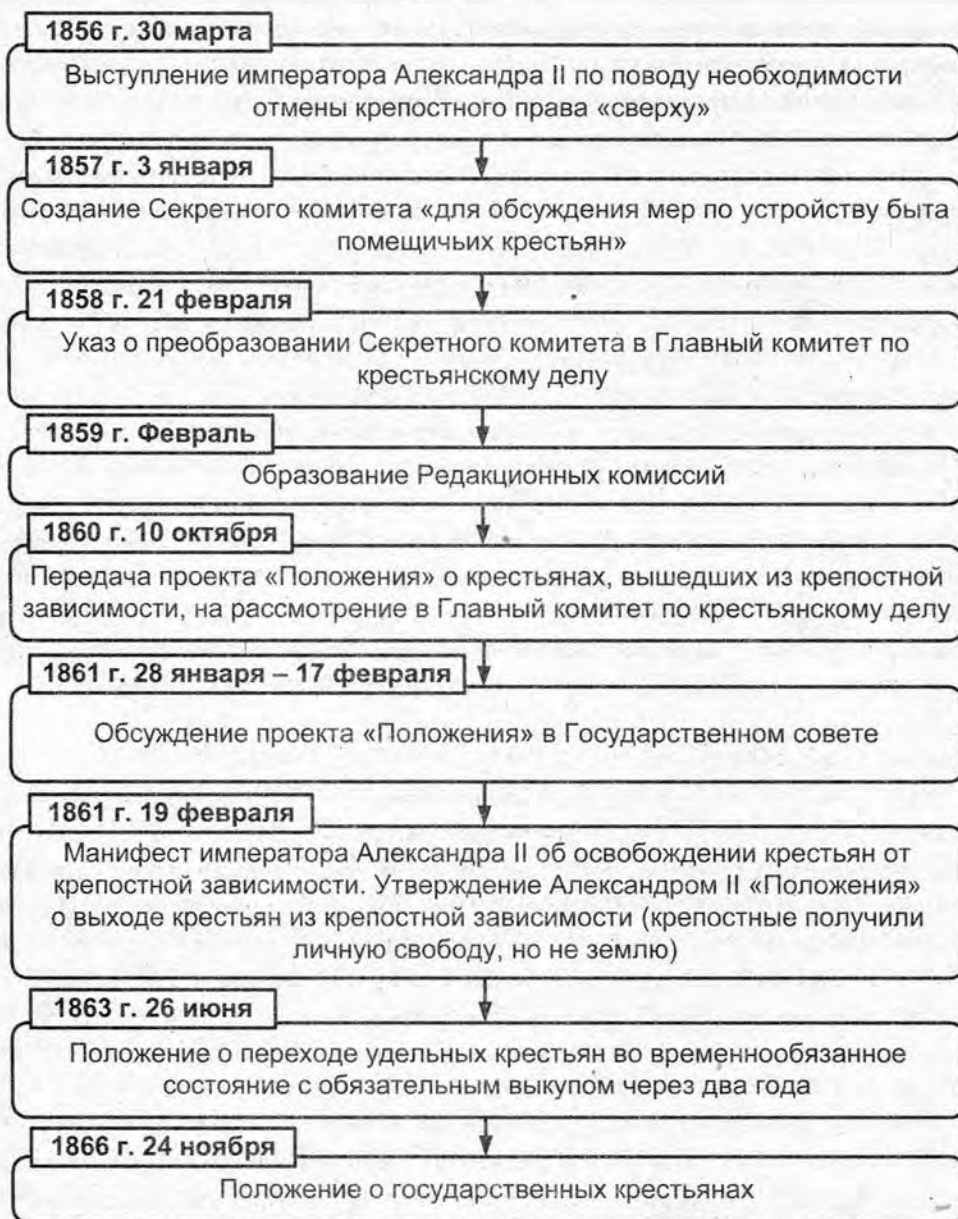 1856 г. 30 марта
Выступление императора Александра II по поводу необходимости
отмены крепостного права «сверху»
1857 г. 3 января
Создание Секретного комитета «для обсуждения мер по устройству быта
помещичьих крестьян»
1858 г. 21 февраля
Указ о преобразовании Секретного комитета в Главный комитет по
крестьянскому делу
1859 г. Февраль
Образование Редакционных комиссий
1860 г. 10 октября
Передача проекта «Положения» о крестьянах, вышедших из крепостной
зависимости, на рассмотрение в Главный комитет по крестьянскому делу
1861 г. 28 января – 17 февраля
Обсуждение проекта «Положения» в Государственном совете
1861 г. 19 февраля
Манифест императора Александра II об освобождении крестьян от
крепостной зависимости. Утверждение Александром II «Положения»
о выходе крестьян из крепостной зависимости (крепостные получили
личную свободу, но не землю)
1863 г. 26 июня
Положение о переходе удельных крестьян во временнообязанное
состояние с обязательным выкупом через два года
1866 г. 24 ноября
Положение о государственных крестьянах